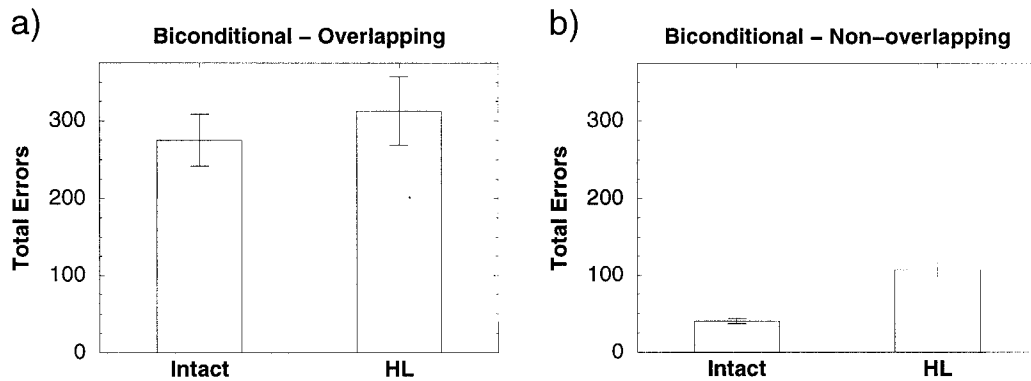 a)
Biconditional – Overlapping
Total Errors
300
200
100
0
Intact HL
b)
Biconditional – Non–overlapping
Total Errors
300
200
100
0
Intact HL